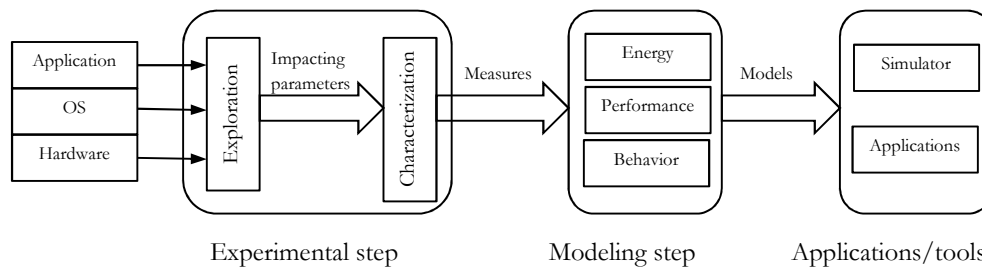 Application
OS
Hardware
Exploration
Impacting
parameters
Characterization
Measures
Energy
Performance
Behavior
Models
Simulator
Applications
Experimental step
Modeling step
Applications/tools